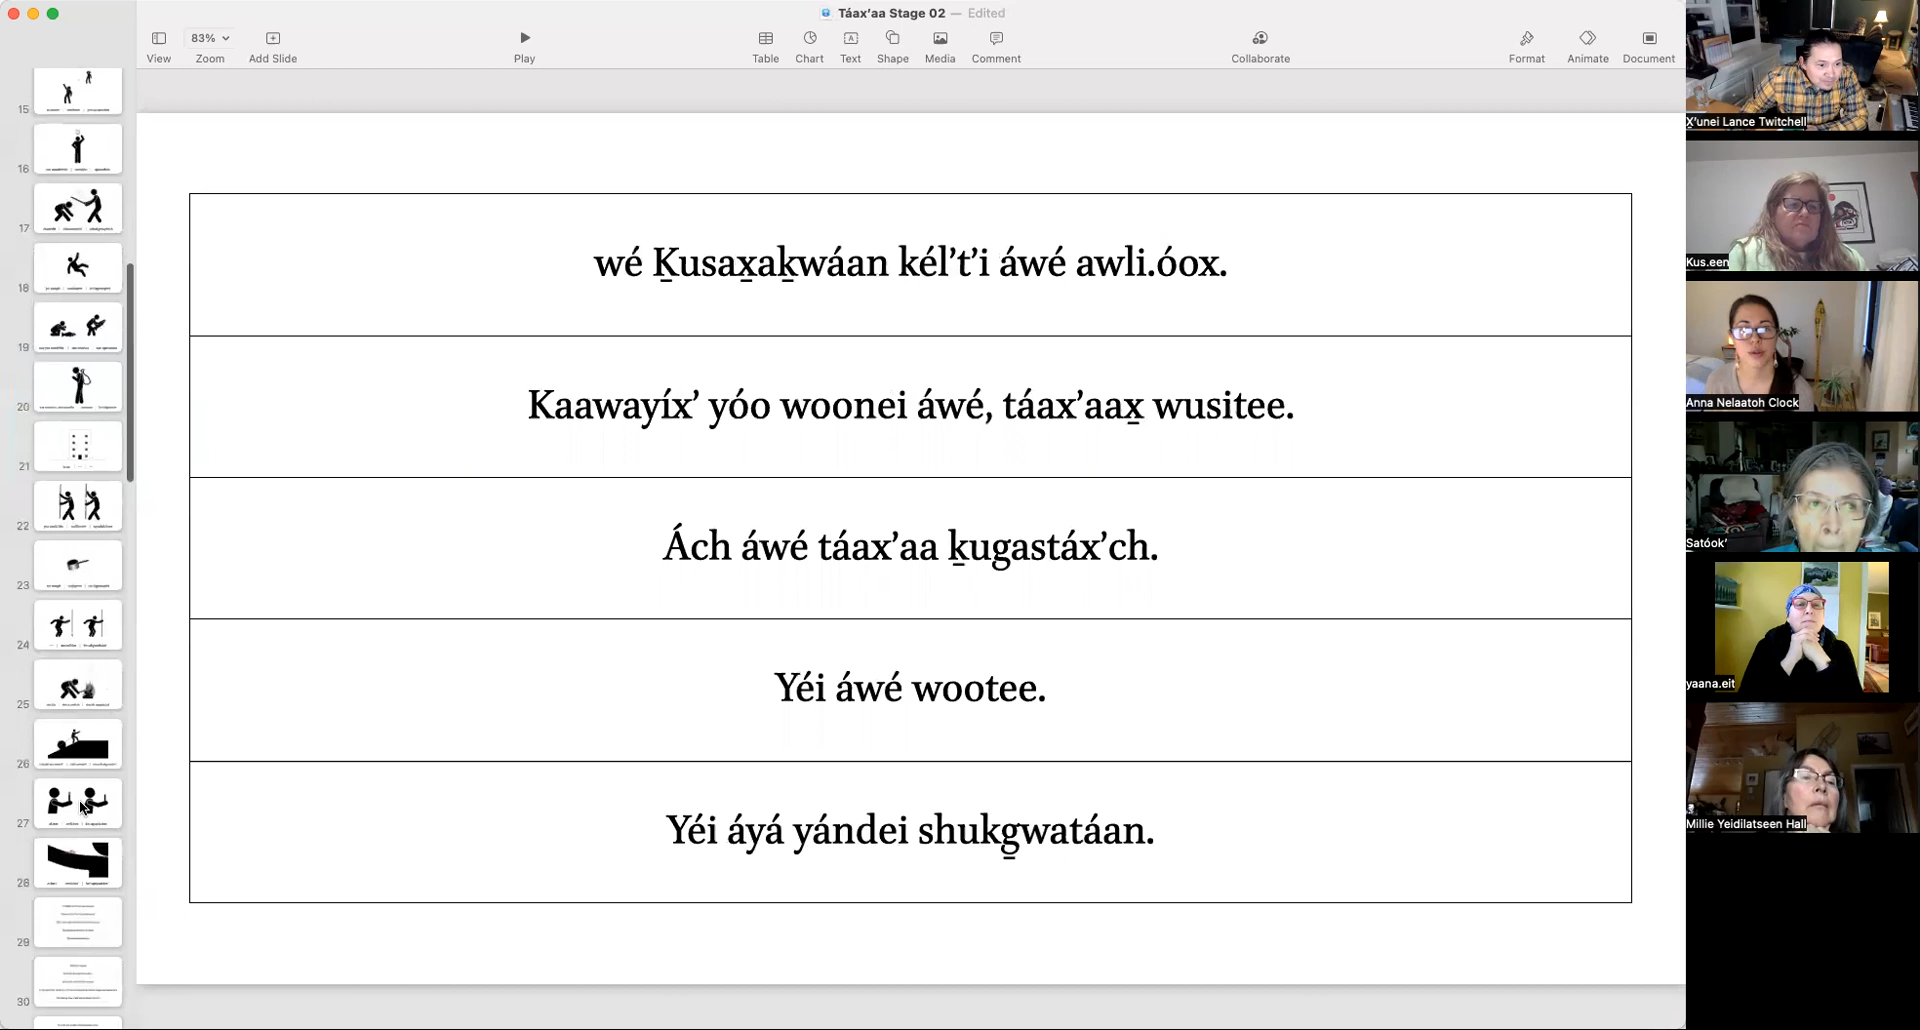 Táax’aa Stage 02 — Edited
83%
View
Zoom
Add Slide
Play
Table
Chart
Text
Shape
Media
Comment
Collaborate
Format
Animate
Document
15
16
17
18
19
20
21
22
23
24
25
26
27
28
29
30
wé Ḵusax̱aḵwáan kél’t’i áwé awli.óox.
Kaawayíx’ yóo woonei áwé, táax’aax̱ wusitee.
Ách áwé táax’aa ḵugastáx’ch.
Yéi áwé wootee.
Yéi áyá yándei shukg̱watáan.
X̱’unei Lance Twitchell
Kus.een
Anna Nelaatoh Clock
Satóok’
yaana.eit
Millie Yeidilatseen Hall